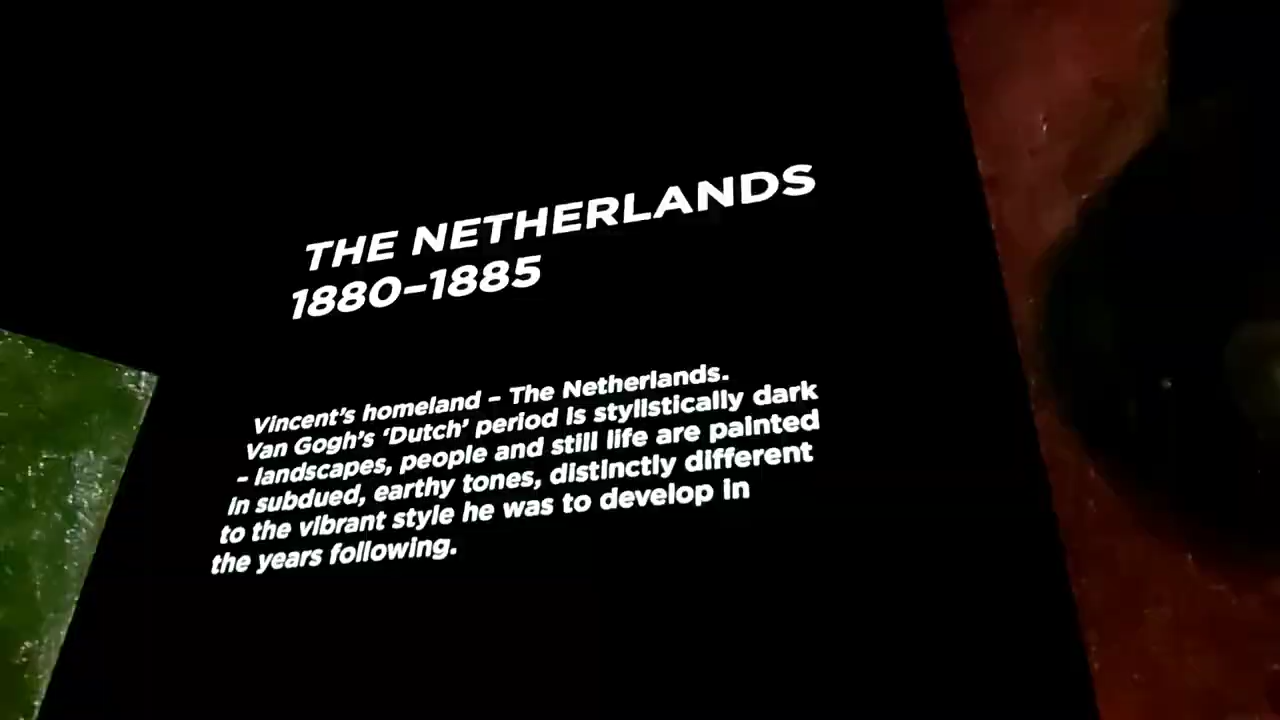 THE NETHERLANDS
1880–1885
Vincent's homeland – The Netherlands.
Van Gogh's 'Dutch' period is stylistically dark
– landscapes, people and still life are painted
in subdued, earthy tones, distinctly different
to the vibrant style he was to develop in
the years following.